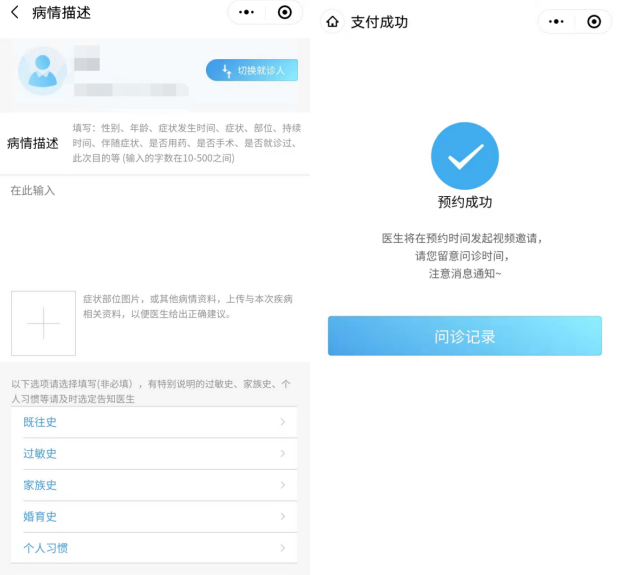 病情描述
切换就诊人
病情描述
填写：性别、年龄、症状发生时间、症状、部位、持续
时间、伴随症状、是否用药、是否手术、是否就诊过、
此次目的等 (输入的字数在10-500之间)
在此输入
症状部位图片，或其他病情资料，上传与本次疾病
相关资料，以便医生给出正确建议。
以下选项请选择填写(非必填），有特别说明的过敏史、家族史、个
人习惯等请及时选定告知医生
既往史
过敏史
家族史
婚育史
个人习惯
支付成功
预约成功
医生将在预约时间发起视频邀请，
请您留意问诊时间，
注意消息通知~
问诊记录